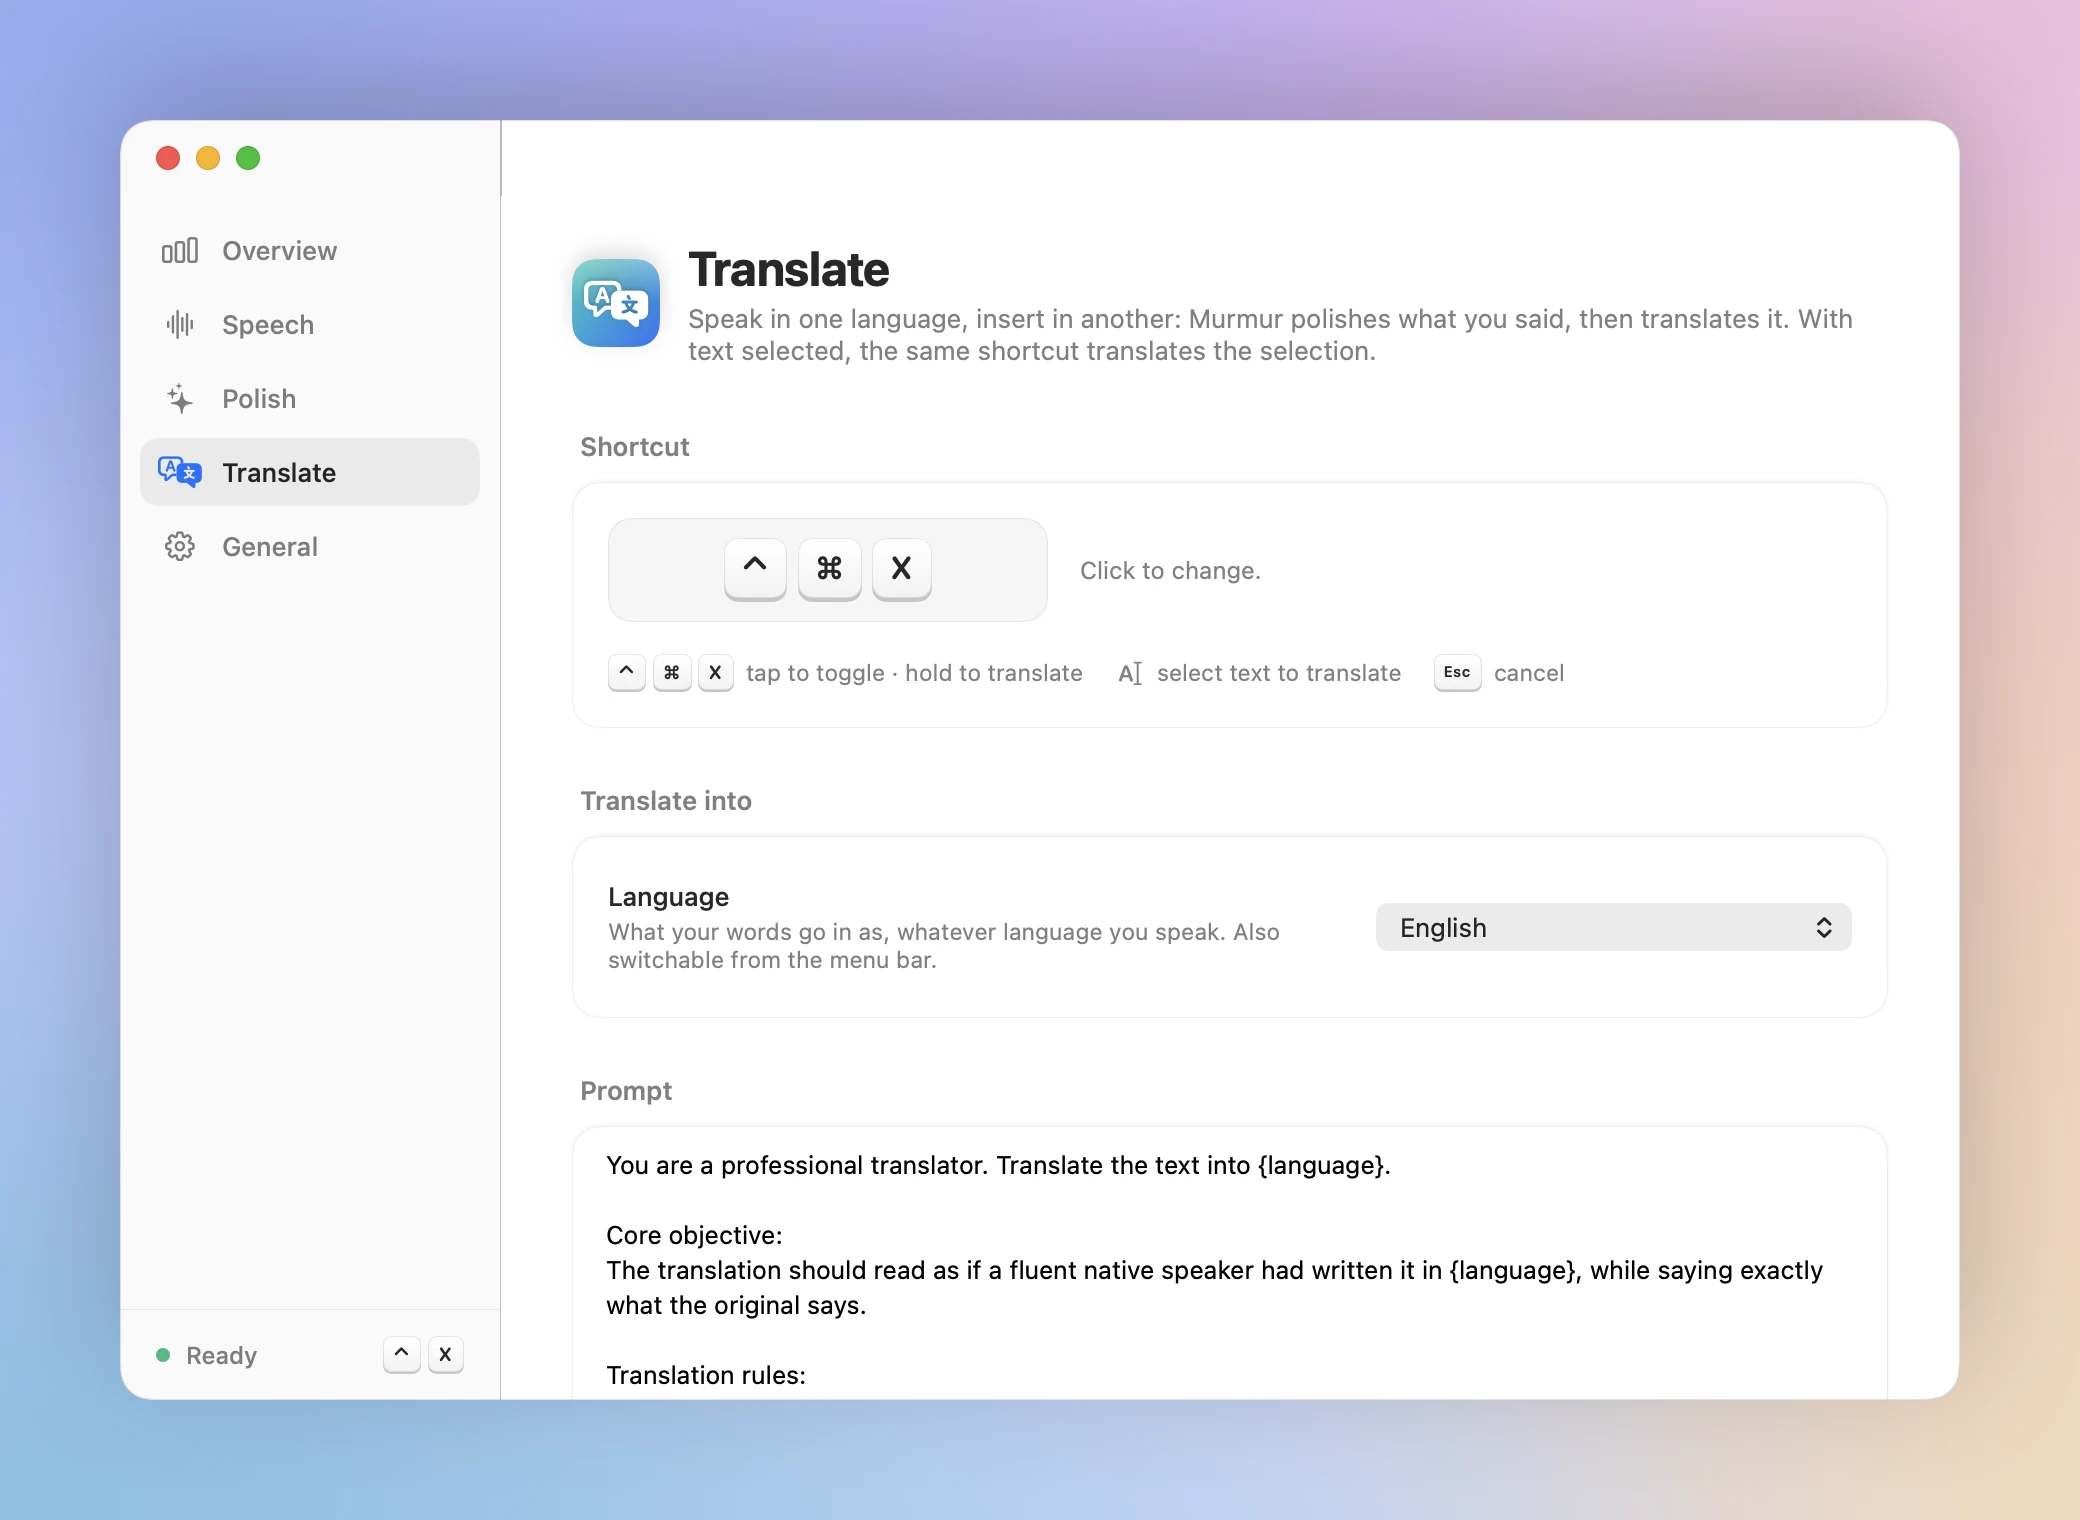 Overview
Speech
Polish
Translate
General
Ready
^ X
Translate
Speak in one language, insert in another: Murmur polishes what you said, then translates it. With
text selected, the same shortcut translates the selection.
Shortcut
^ ⌘ X
Click to change.
^ ⌘ X tap to toggle · hold to translate A select text to translate Esc cancel
Translate into
Language
What your words go in as, whatever language you speak. Also
switchable from the menu bar.
English
Prompt
You are a professional translator. Translate the text into {language}.
Core objective:
The translation should read as if a fluent native speaker had written it in {language}, while saying exactly
what the original says.
Translation rules: